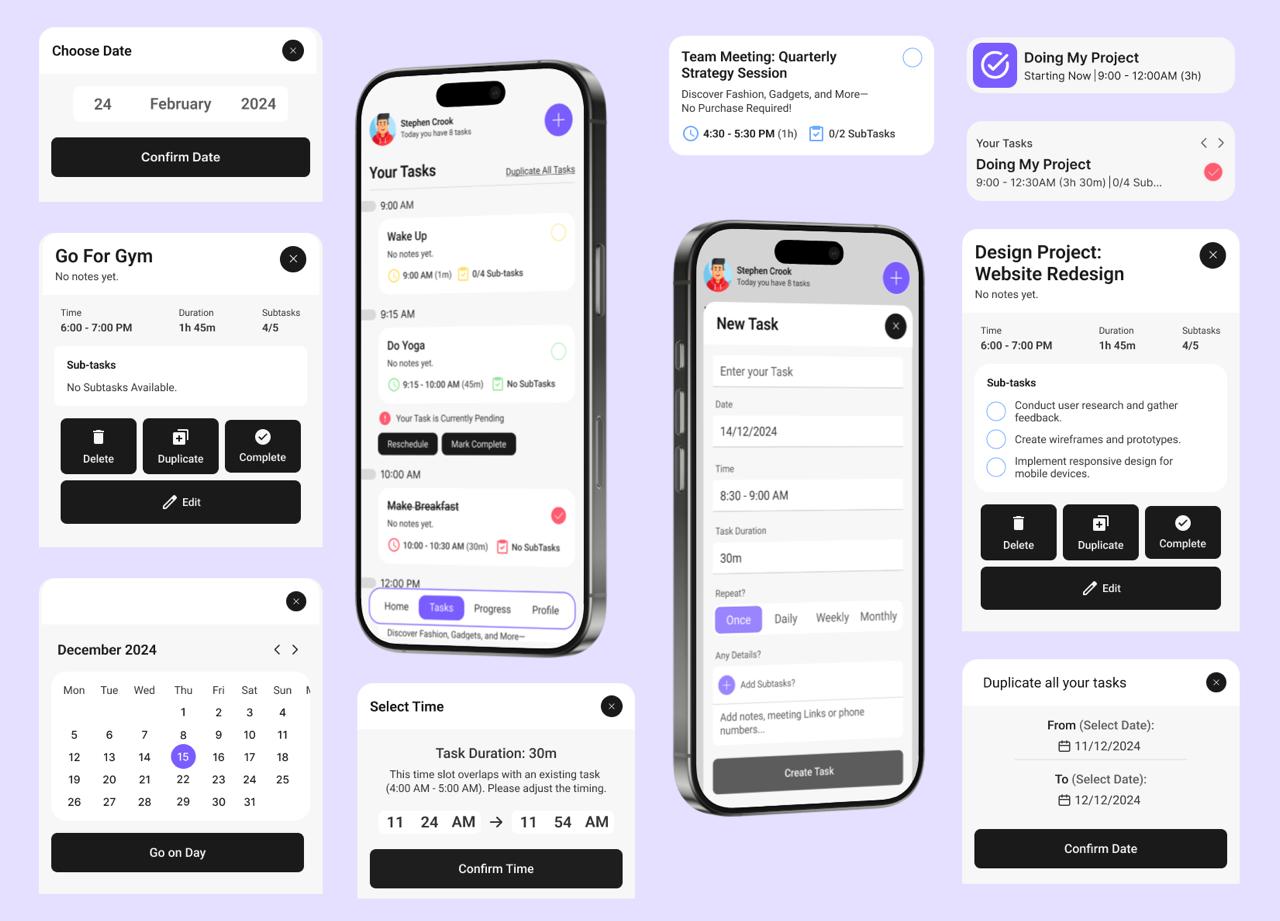 Choose Date
24 February 2024
Confirm Date
Go For Gym
No notes yet.
Time Duration Subtasks
6:00 - 7:00 PM 1h 45m 4/5
Sub-tasks
No Subtasks Available.
Delete Duplicate Complete
Edit
December 2024
Mon Tue Wed Thu Fri Sat Sun
1 2 3 4
5 6 7 8 9 10 11
12 13 14 15 16 17 18
19 20 21 22 23 24 25
26 27 28 29 30 31
Go on Day
Stephen Crook
Today you have 8 tasks
Your Tasks Duplicate All Tasks
9:00 AM
Wake Up
No notes yet.
9:00 AM (1m) 0/4 Sub-tasks
9:15 AM
Do Yoga
No notes yet.
9:15 - 10:00 AM (45m) No SubTasks
Your Task is Currently Pending
Reschedule Mark Complete
10:00 AM
Make Breakfast
No notes yet.
10:00 - 10:30 AM (30m) No SubTasks
12:00 PM
Home Tasks Progress Profile
Discover Fashion, Gadgets, and More—
Select Time
Task Duration: 30m
This time slot overlaps with an existing task
(4:00 AM - 5:00 AM). Please adjust the timing.
11 24 AM → 11 54 AM
Confirm Time
Team Meeting: Quarterly
Strategy Session
Discover Fashion, Gadgets, and More—
No Purchase Required!
4:30 - 5:30 PM (1h) 0/2 SubTasks
Stephen Crook
Today you have 8 tasks
New Task
Enter your Task
Date
14/12/2024
Time
8:30 - 9:00 AM
Task Duration
30m
Repeat?
Once Daily Weekly Monthly
Any Details?
Add Subtasks?
Add notes, meeting Links or phone
numbers...
Create Task
Doing My Project
Starting Now | 9:00 - 12:00AM (3h)
Your Tasks
Doing My Project
9:00 - 12:30AM (3h 30m) | 0/4 Sub...
Design Project:
Website Redesign
No notes yet.
Time Duration Subtasks
6:00 - 7:00 PM 1h 45m 4/5
Sub-tasks
Conduct user research and gather
feedback.
Create wireframes and prototypes.
Implement responsive design for
mobile devices.
Delete Duplicate Complete
Edit
Duplicate all your tasks
From (Select Date):
11/12/2024
To (Select Date):
12/12/2024
Confirm Date